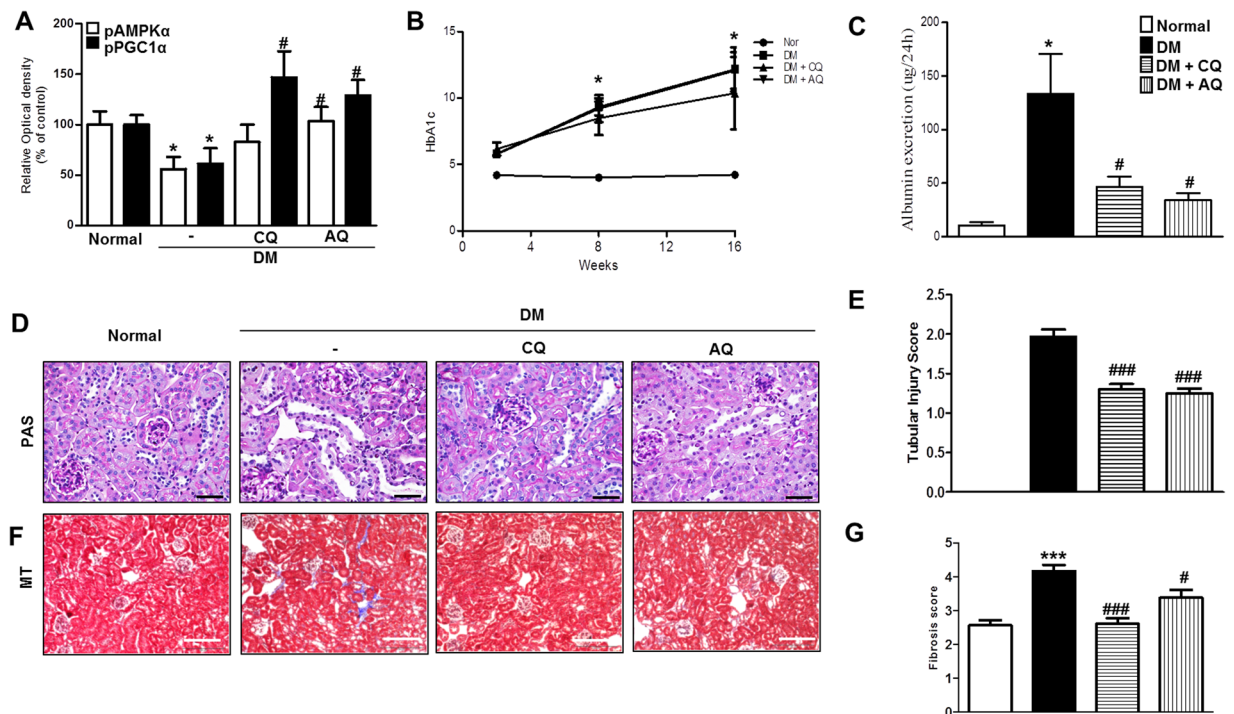 A
200
150
100
50
0
Relative Optical density
(% of control)
pAMPKα
pPGC1α
*
*
#
#
#
Normal
-
CQ
AQ
DM
B
15
10
5
0
HbA1c
*
*
0
4
8
12
16
Weeks
Nor
DM
DM + CQ
DM + AQ
C
200
150
100
50
0
Albumin excretion (ug/24h)
*
#
#
Normal
DM
DM + CQ
DM + AQ
D
Normal
DM
-
CQ
AQ
PAS
E
2.5
2.0
1.5
1.0
0.5
0.0
Tubular Injury Score
###
###
F
MT
G
5
4
3
2
1
0
Fibrosis score
***
###
#